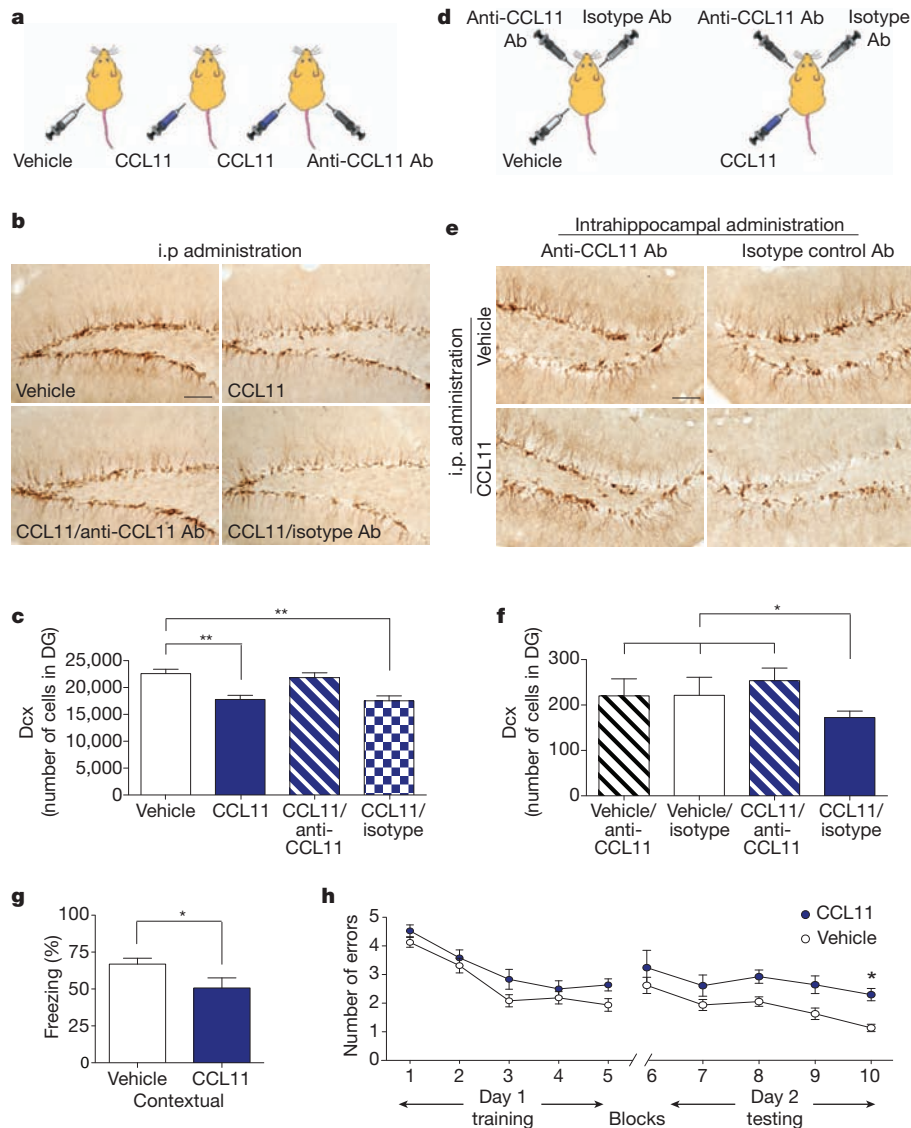 a
Vehicle CCL11 CCL11 Anti-CCL11 Ab
d
Anti-CCL11 Ab Isotype Ab Anti-CCL11 Ab Isotype Ab
Vehicle CCL11
b
i.p administration
Vehicle CCL11
CCL11/anti-CCL11 Ab CCL11/isotype Ab
e
Intrahippocampal administration
Anti-CCL11 Ab Isotype control Ab
i.p. administration
Vehicle
CCL11
c
Dcx
(number of cells in DG)
25,000
20,000
15,000
10,000
5,000
0
**
**
Vehicle CCL11 CCL11/anti-CCL11 CCL11/isotype
f
Dcx
(number of cells in DG)
300
200
100
0
*
Vehicle/anti-CCL11 Vehicle/isotype CCL11/anti-CCL11 CCL11/isotype
g
Freezing (%)
100
75
50
25
0
*
Vehicle CCL11
Contextual
h
Number of errors
5
4
3
2
1
0
CCL11
Vehicle
*
1 2 3 4 5 6 7 8 9 10
Day 1 training Blocks Day 2 testing